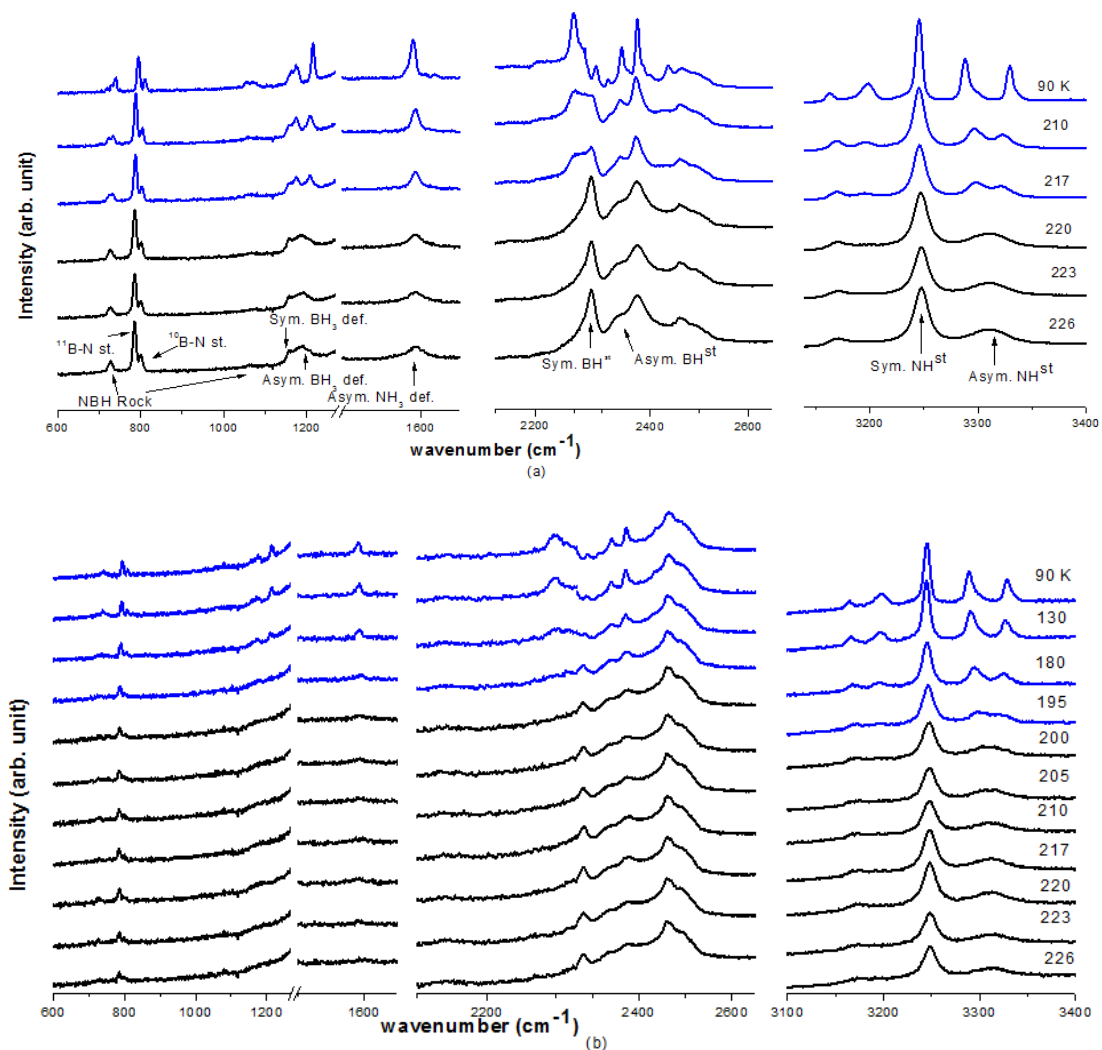 (a)
90 K
210
217
220
223
226
Intensity (arb. unit)
Sym. BH3 def.
11B-N st.
10B-N st.
Asym. BH3 def.
NBH Rock
Asym. NH3 def.
Sym. BHst
Asym. BHst
Sym. NHst
Asym. NHst
600 800 1000 1200 1600 2200 2400 2600 3200 3300 3400
wavenumber (cm-1)
(a)
90 K
130
180
195
200
205
210
217
220
223
226
Intensity (arb. unit)
600 800 1000 1200 1600 2200 2400 2600 3100 3200 3300 3400
wavenumber (cm-1)
(b)